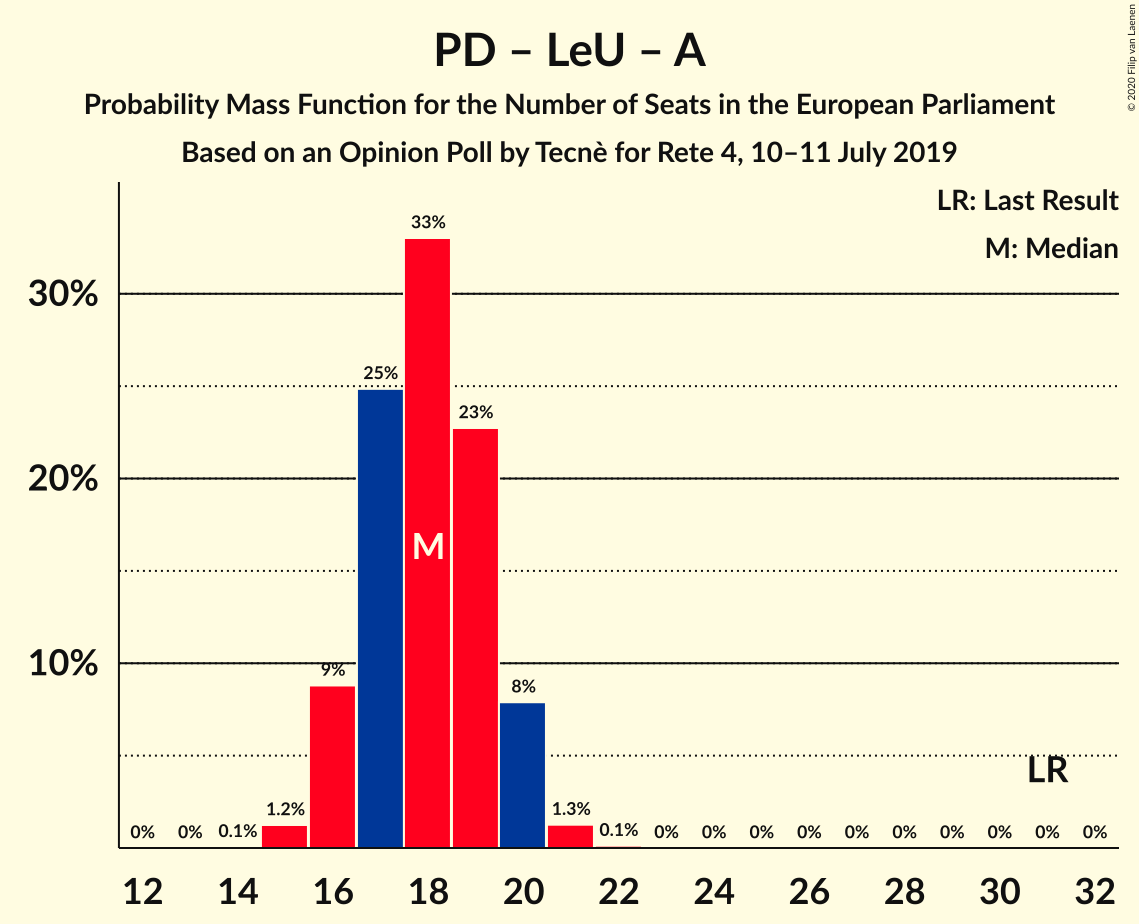 PD – LeU – A
Probability Mass Function for the Number of Seats in the European Parliament
Based on an Opinion Poll by Tecnè for Rete 4, 10–11 July 2019
© 2020 Filip van Laenen
LR: Last Result
M: Median
30%
20%
10%
0% 0% 0.1% 1.2% 9% 25% 33% 23% 8% 1.3% 0.1% 0% 0% 0% 0% 0% 0% 0% 0% 0% 0%
M
LR
12 14 16 18 20 22 24 26 28 30 32